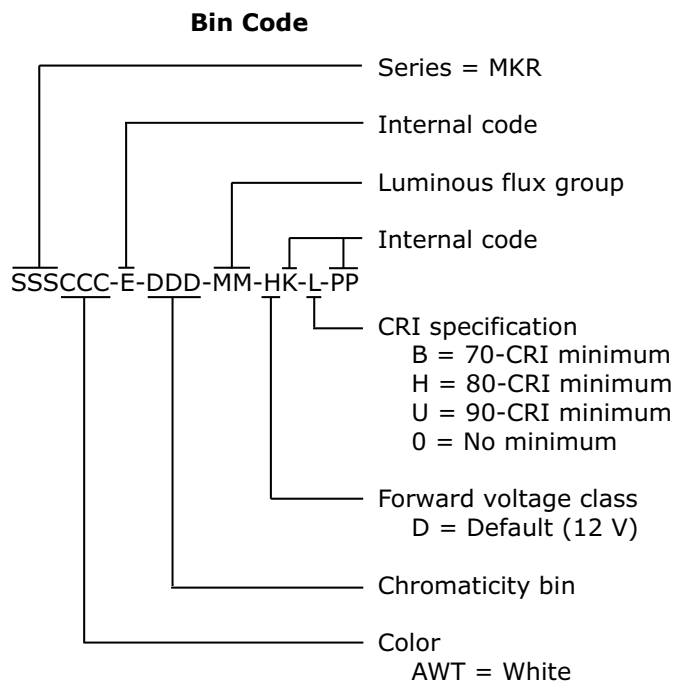 Bin Code
Series = MKR
Internal code
Luminous flux group
Internal code
SSSCCC-E-DDD-MM-HK-L-PP
CRI specification
B = 70-CRI minimum
H = 80-CRI minimum
U = 90-CRI minimum
0 = No minimum
Forward voltage class
D = Default (12 V)
Chromaticity bin
Color
AWT = White